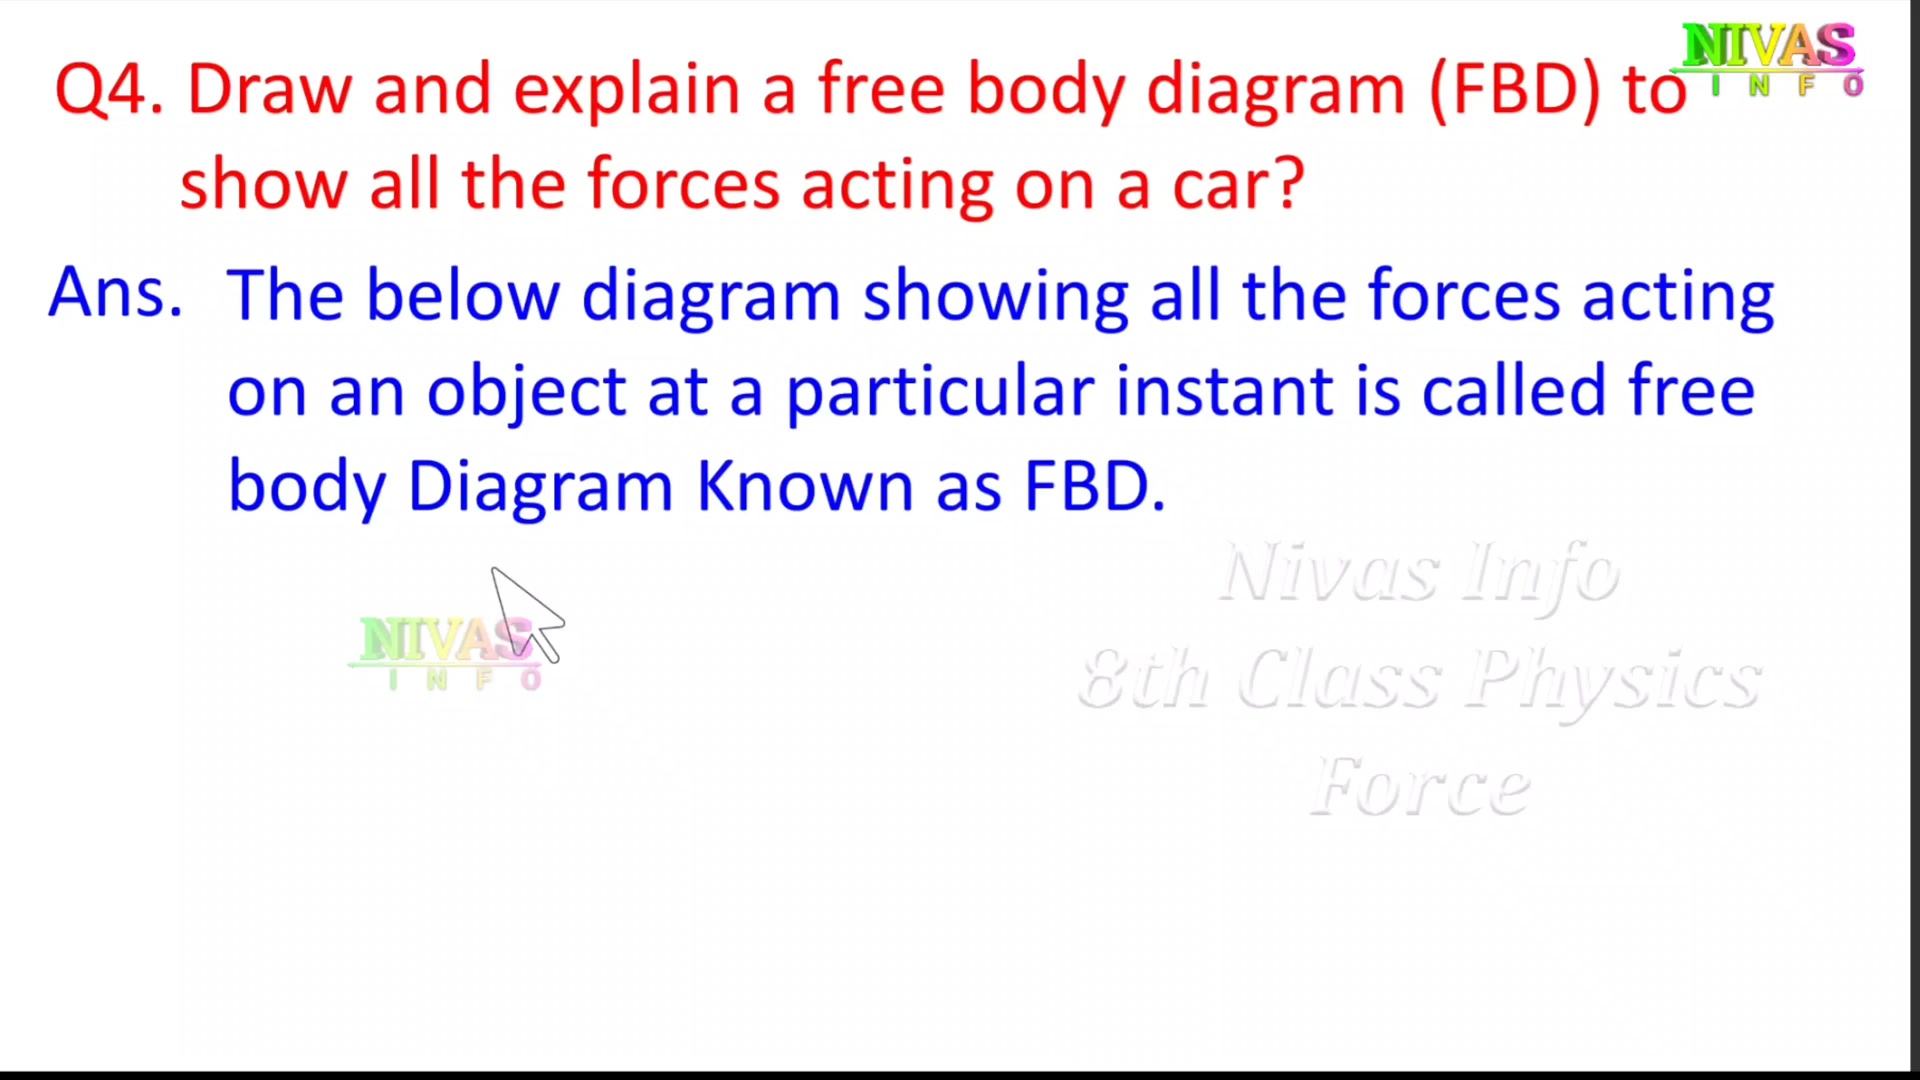 NIVAS
INFO
Q4. Draw and explain a free body diagram (FBD) to
show all the forces acting on a car?
Ans. The below diagram showing all the forces acting
on an object at a particular instant is called free
body Diagram Known as FBD.
Nivas Info
NIVAS
INFO
8th Class Physics
Force